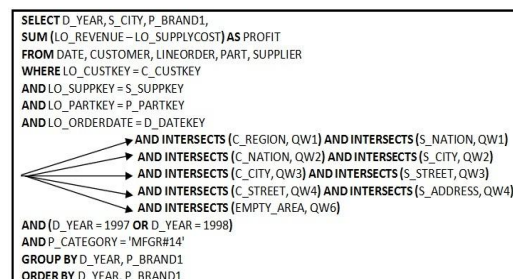 SELECT D_YEAR, S_CITY, P_BRAND1,
SUM (LO_REVENUE – LO_SUPPLYCOST) AS PROFIT
FROM DATE, CUSTOMER, LINEORDER, PART, SUPPLIER
WHERE LO_CUSTKEY = C_CUSTKEY
AND LO_SUPPKEY = S_SUPPKEY
AND LO_PARTKEY = P_PARTKEY
AND LO_ORDERDATE = D_DATEKEY
AND INTERSECTS (C_REGION, QW1) AND INTERSECTS (S_NATION, QW1)
AND INTERSECTS (C_NATION, QW2) AND INTERSECTS (S_CITY, QW2)
AND INTERSECTS (C_CITY, QW3) AND INTERSECTS (S_STREET, QW3)
AND INTERSECTS (C_STREET, QW4) AND INTERSECTS (S_ADDRESS, QW4)
AND INTERSECTS (EMPTY_AREA, QW6)
AND (D_YEAR = 1997 OR D_YEAR = 1998)
AND P_CATEGORY = 'MFGR#14'
GROUP BY D_YEAR, P_BRAND1
ORDER BY D_YEAR, P_BRAND1